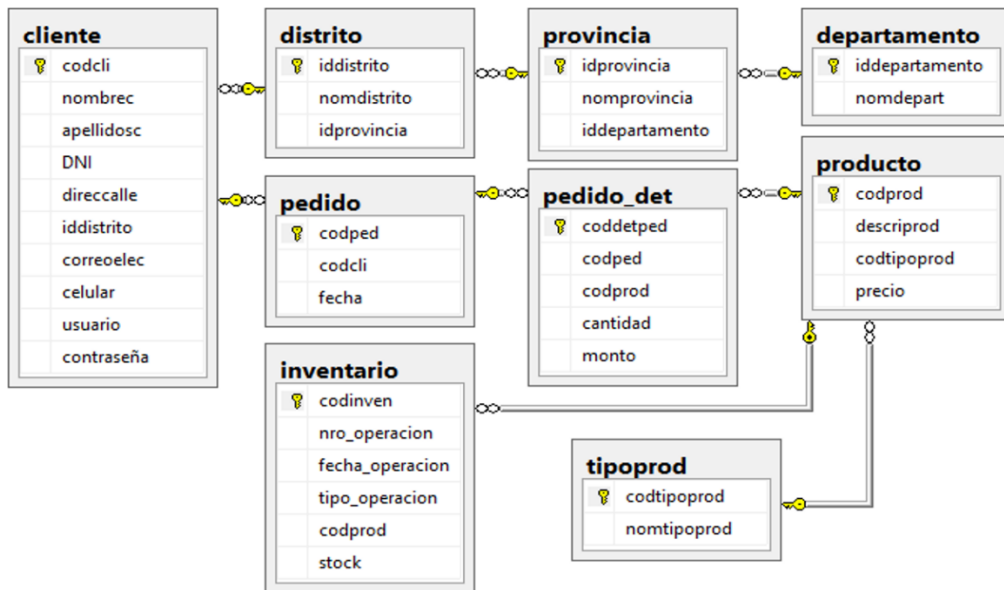 cliente
codcli
nombrec
apellidosc
DNI
direccalle
iddistrito
correoelec
celular
usuario
contraseña
distrito
iddistrito
nomdistrito
idprovincia
provincia
idprovincia
nomprovincia
iddepartamento
departamento
iddepartamento
nomdepart
pedido
codped
codcli
fecha
pedido_det
coddetped
codped
codprod
cantidad
monto
producto
codprod
descriprod
codtipoprod
precio
inventario
codinven
nro_operacion
fecha_operacion
tipo_operacion
codprod
stock
tipoprod
codtipoprod
nomtipoprod